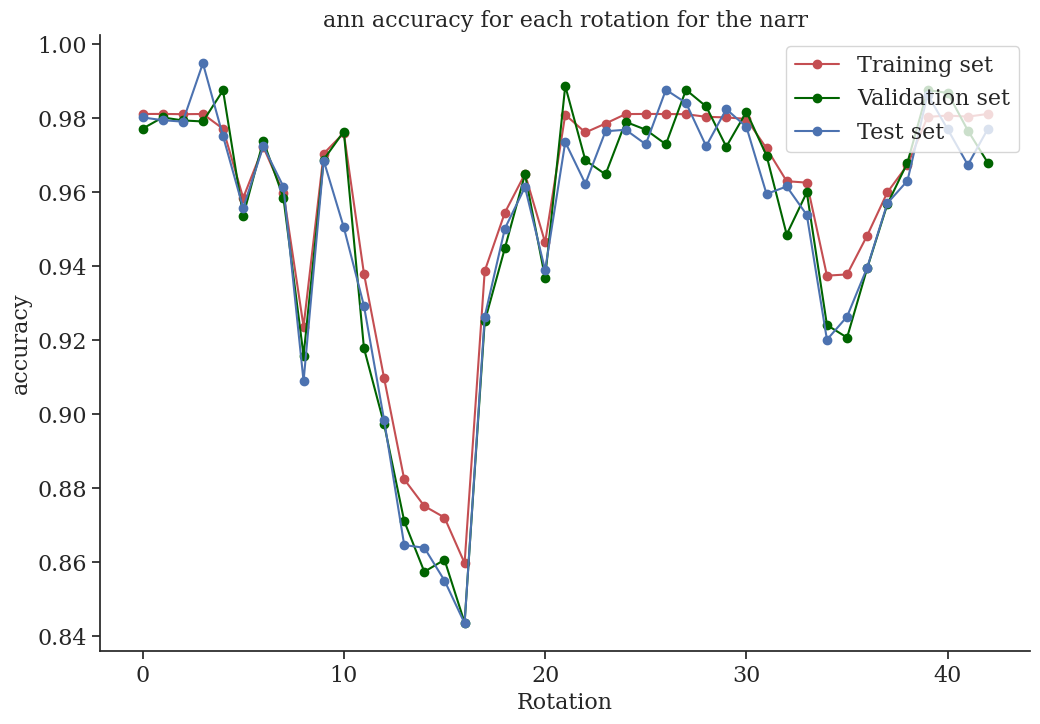 ann accuracy for each rotation for the narr
1.00
0.98
0.96
0.94
0.92
0.90
0.88
0.86
0.84
accuracy
Training set
Validation set
Test set
0 10 20 30 40
Rotation